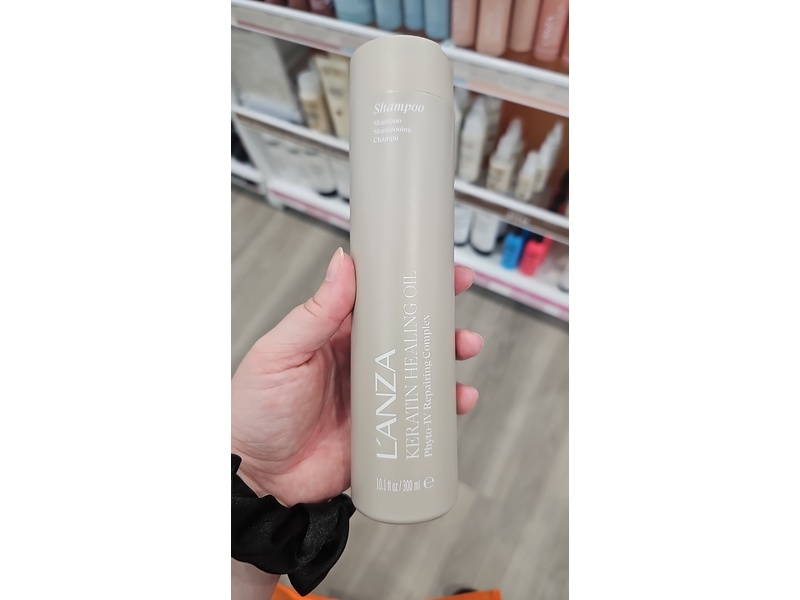 Shampoo
Shampoo
Shampooing
Champú
L'ANZA
KERATIN HEALING OIL
Phyto-IV Repairing Complex
10.1 fl oz / 300 ml ℮